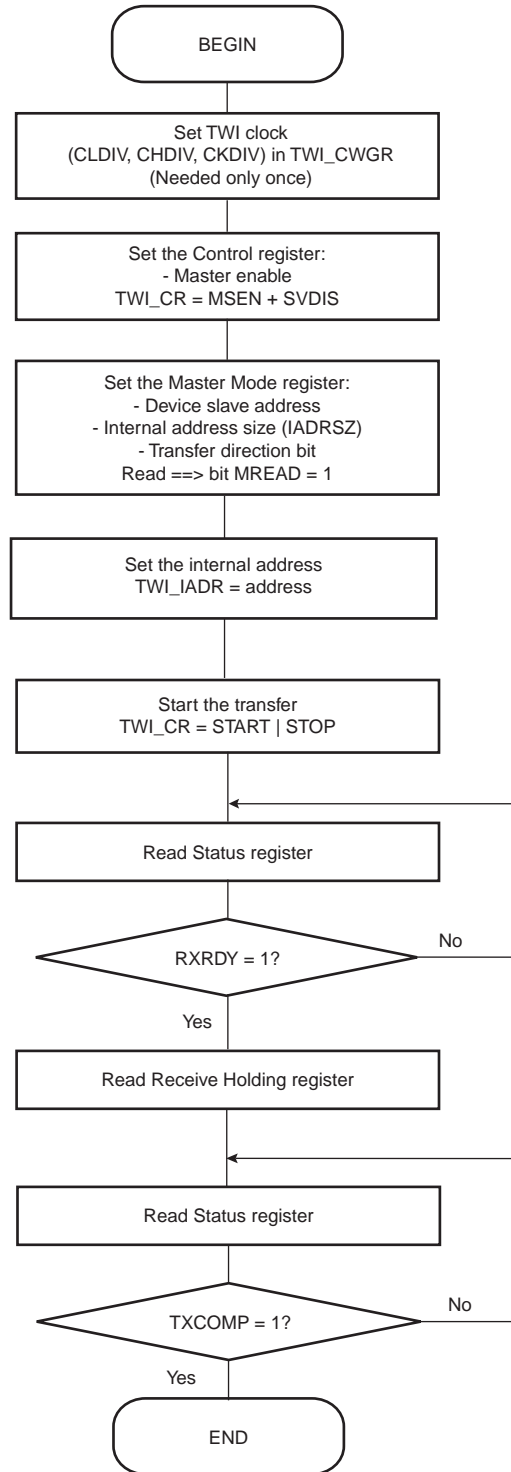 BEGIN
Set TWI clock
(CLDIV, CHDIV, CKDIV) in TWI_CWGR
(Needed only once)
Set the Control register:
- Master enable
TWI_CR = MSEN + SVDIS
Set the Master Mode register:
- Device slave address
- Internal address size (IADRSZ)
- Transfer direction bit
Read ==> bit MREAD = 1
Set the internal address
TWI_IADR = address
Start the transfer
TWI_CR = START | STOP
Read Status register
RXRDY = 1?
No
Yes
Read Receive Holding register
Read Status register
TXCOMP = 1?
No
Yes
END